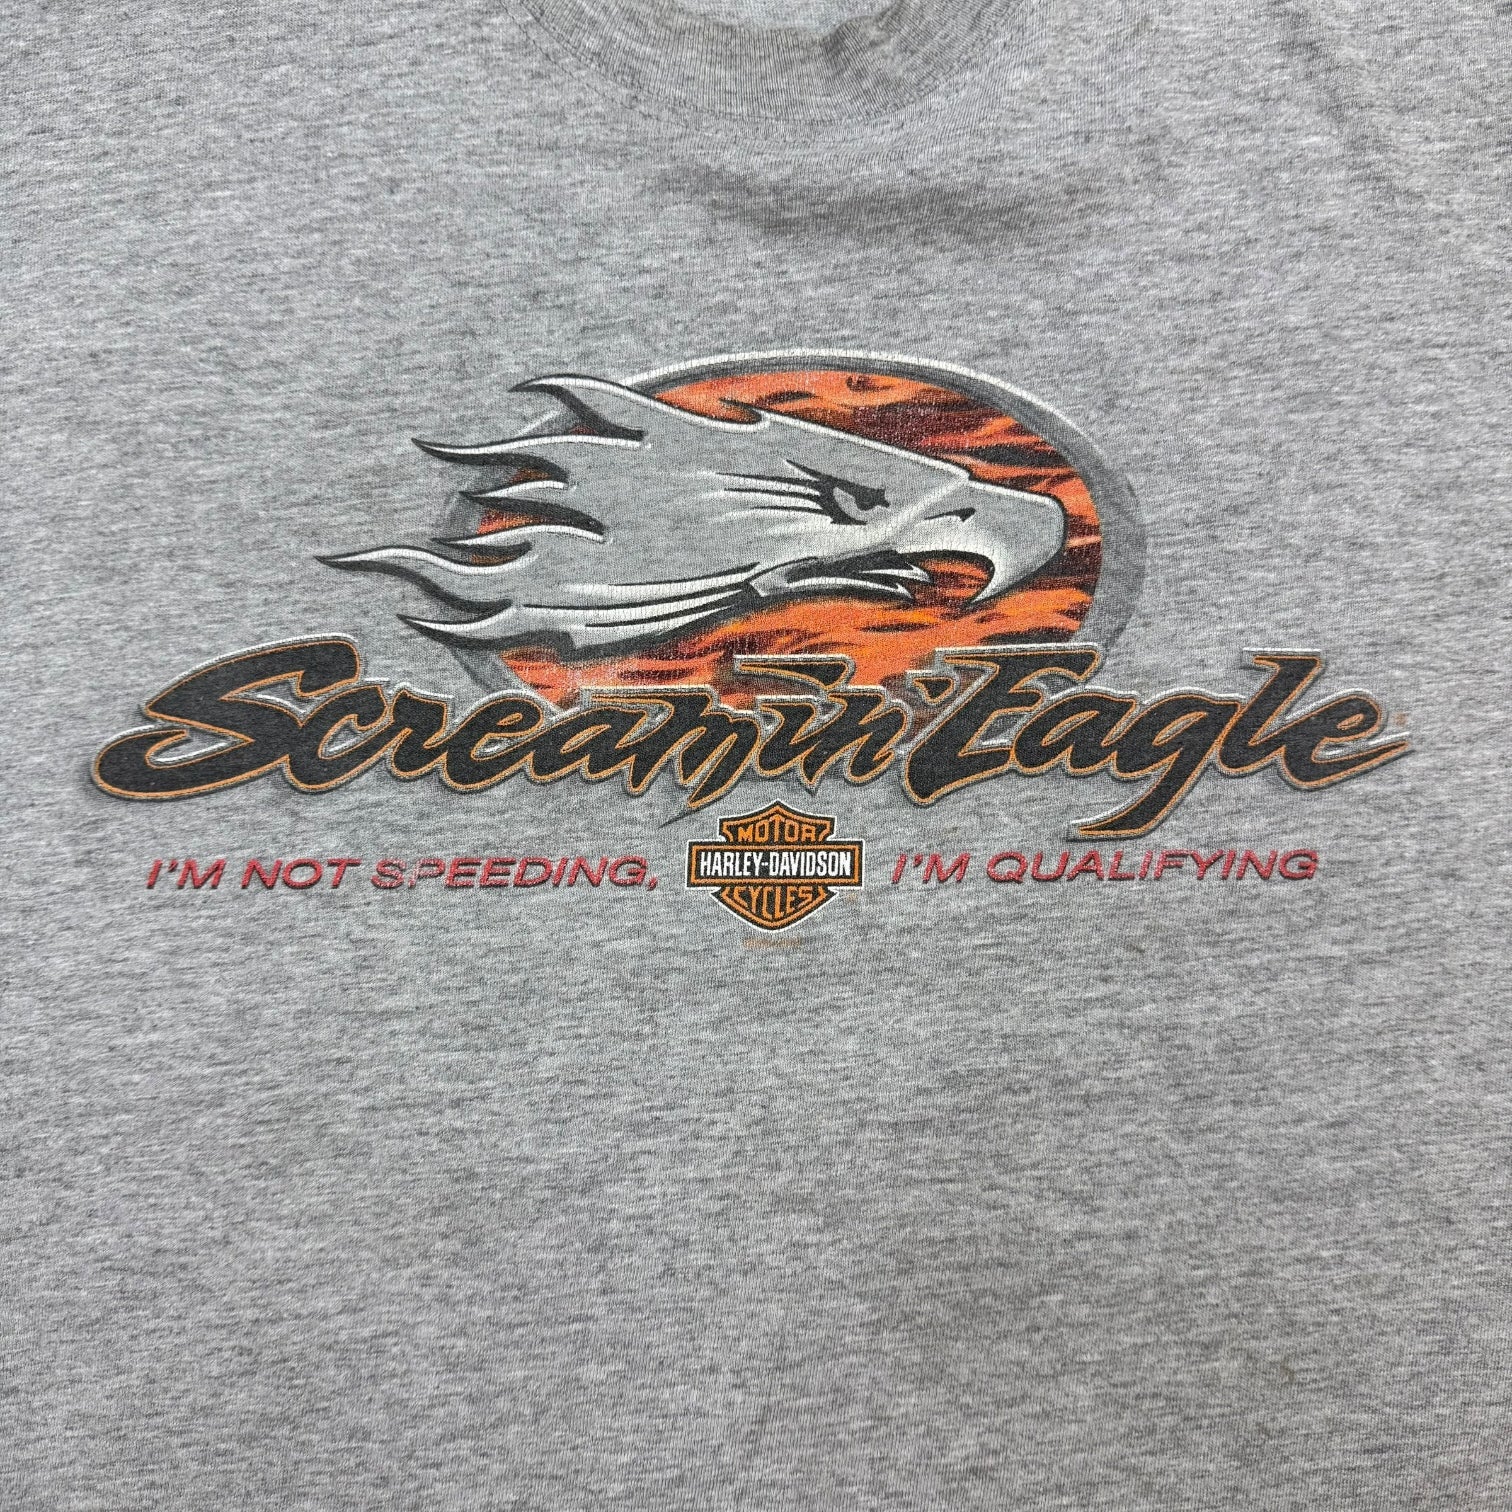 Screamin' Eagle
I'M NOT SPEEDING, I'M QUALIFYING
MOTOR
HARLEY-DAVIDSON
CYCLES